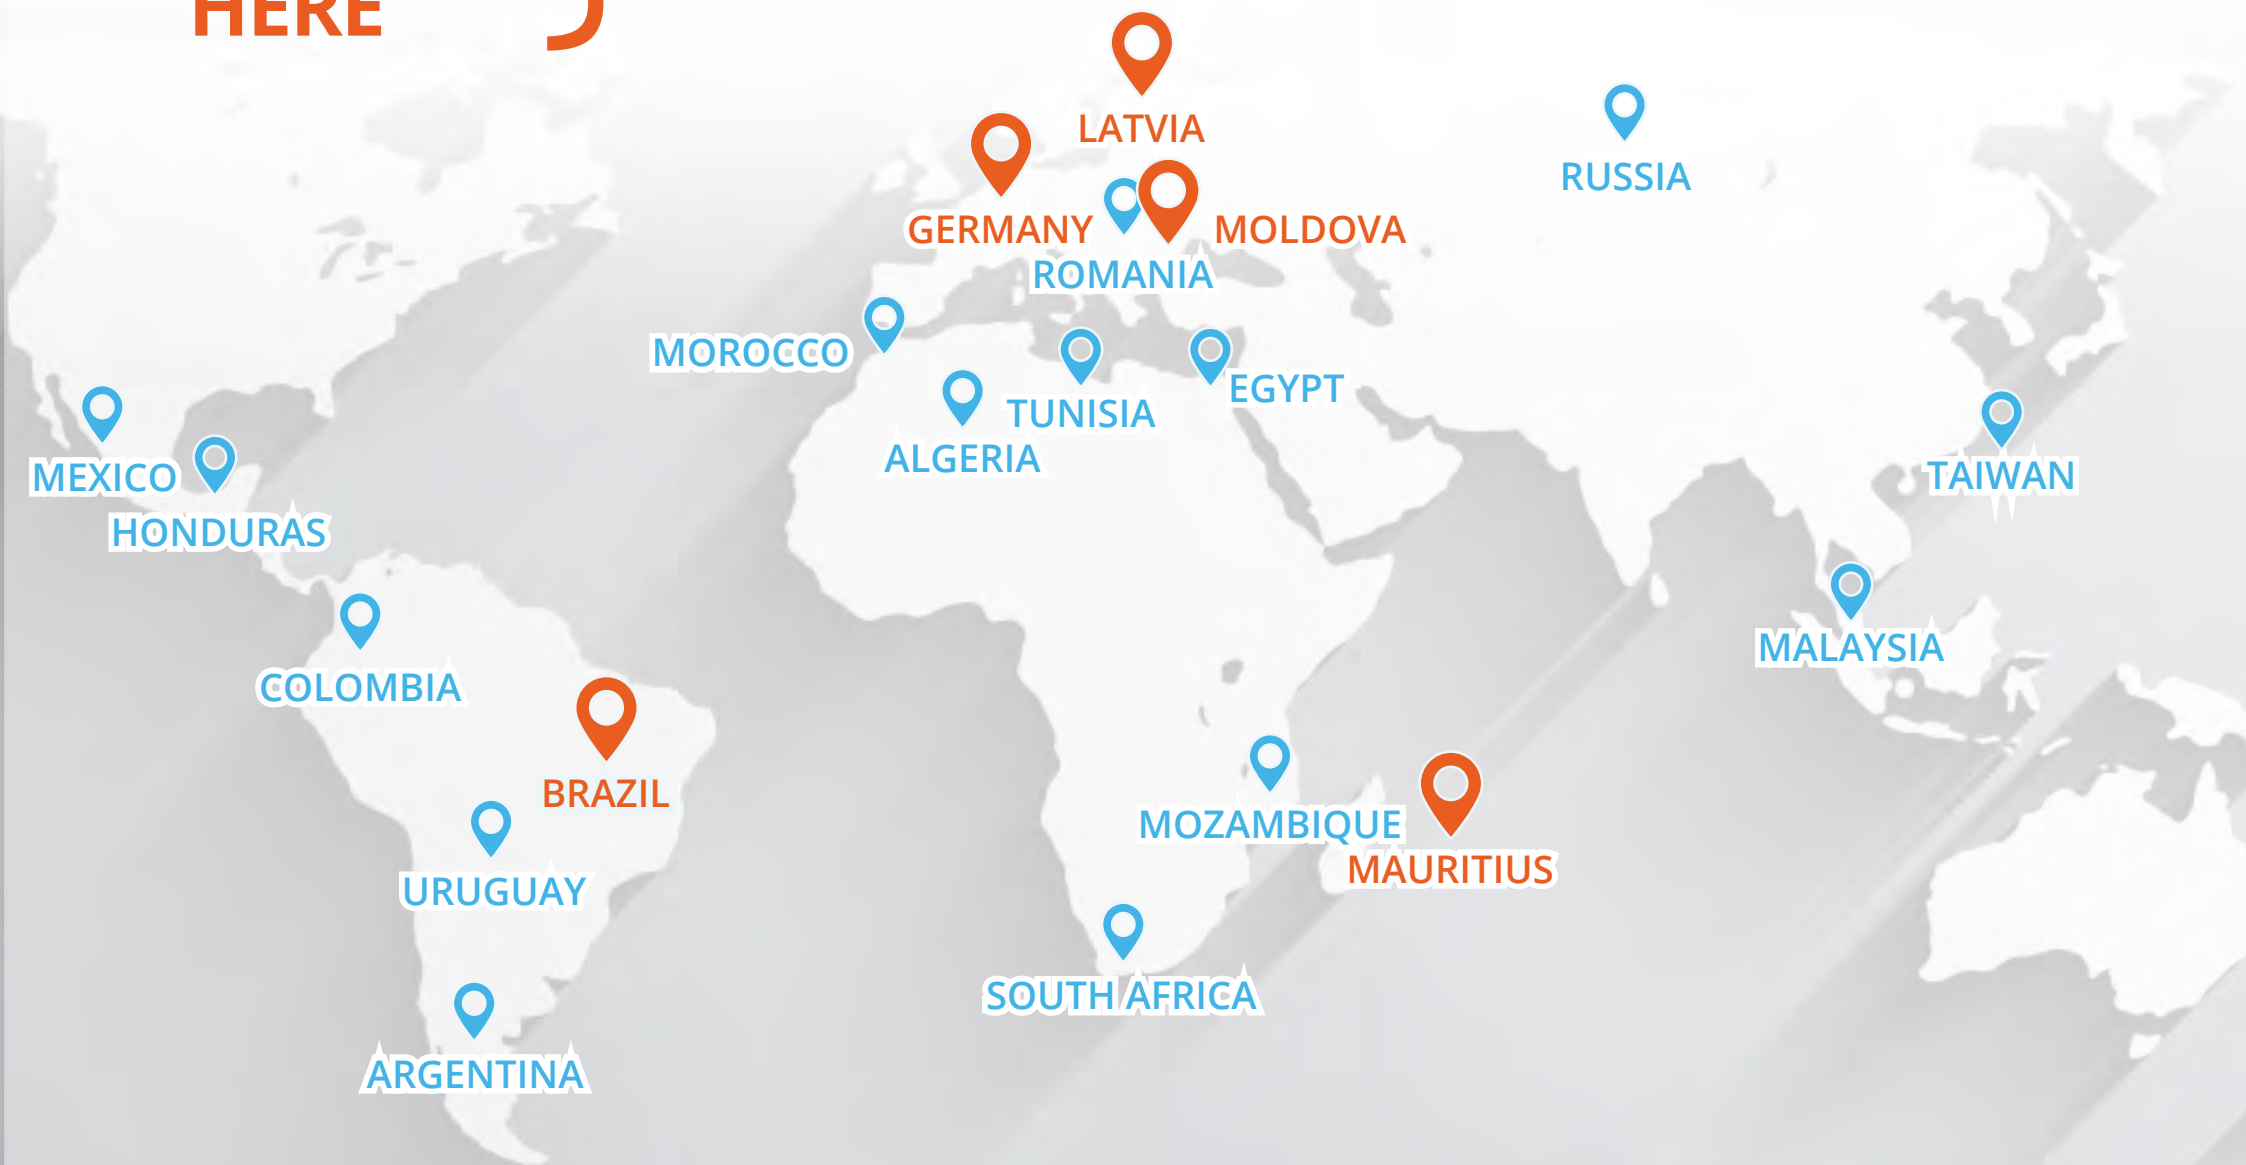 HERE
LATVIA
RUSSIA
GERMANY
MOLDOVA
ROMANIA
MOROCCO
EGYPT
TUNISIA
ALGERIA
MEXICO
TAIWAN
HONDURAS
MALAYSIA
COLOMBIA
BRAZIL
MOZAMBIQUE
MAURITIUS
URUGUAY
SOUTH AFRICA
ARGENTINA